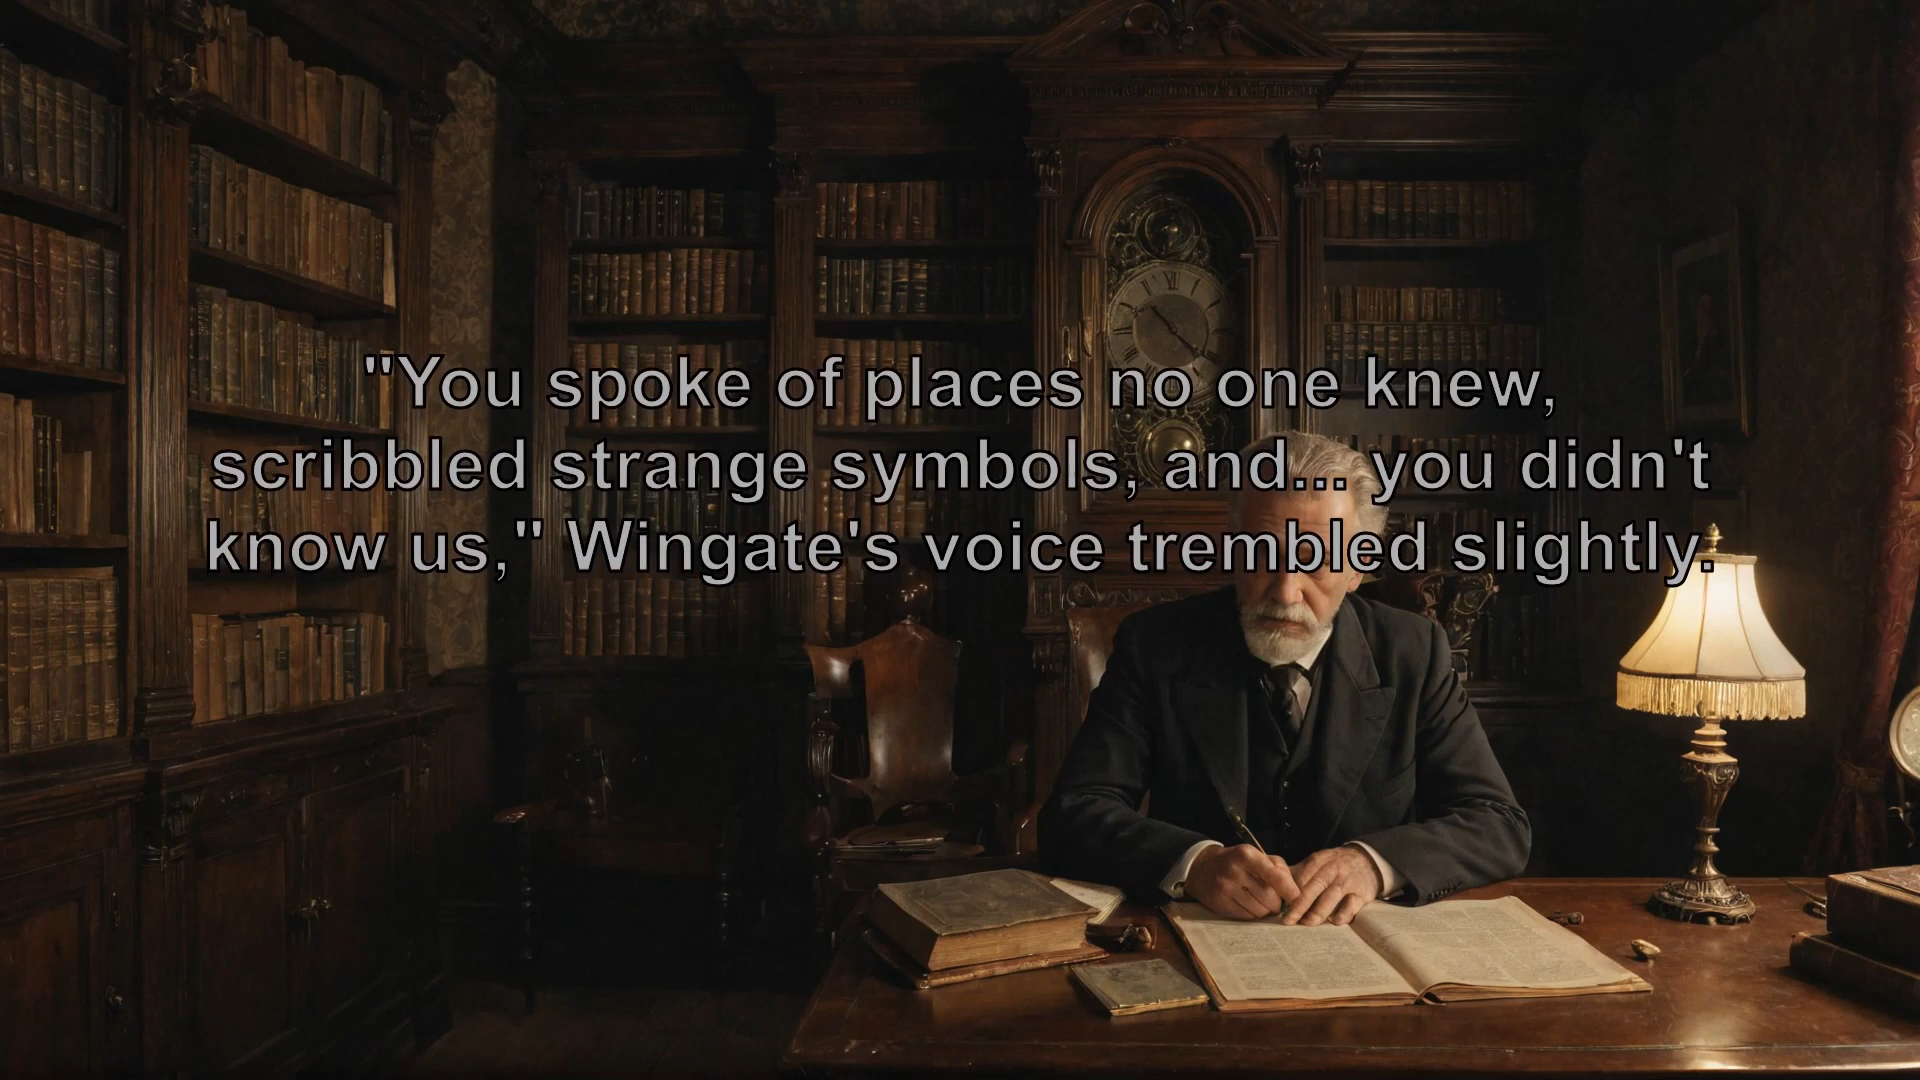 "You spoke of places no one knew,
scribbled strange symbols, and... you didn't
know us," Wingate's voice trembled slightly.